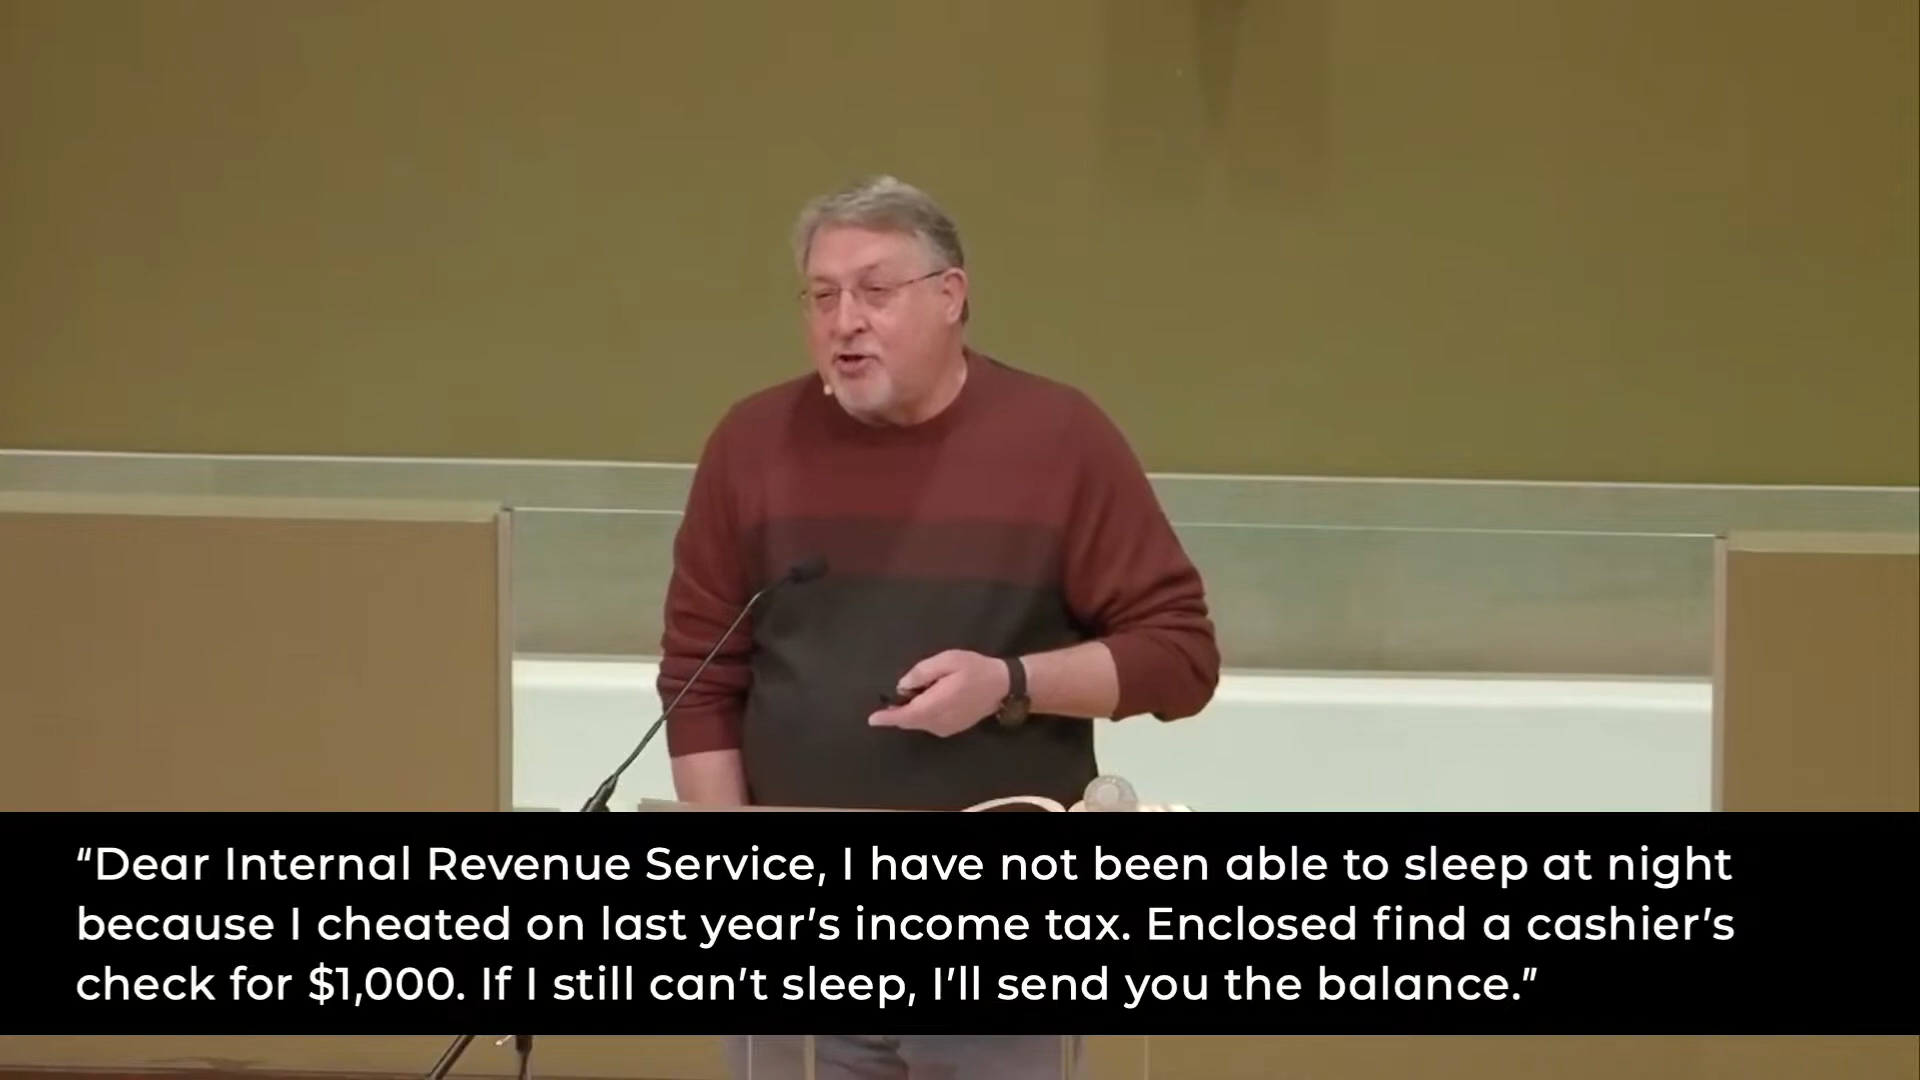 “Dear Internal Revenue Service, I have not been able to sleep at night
because I cheated on last year’s income tax. Enclosed find a cashier’s
check for $1,000. If I still can’t sleep, I’ll send you the balance.”